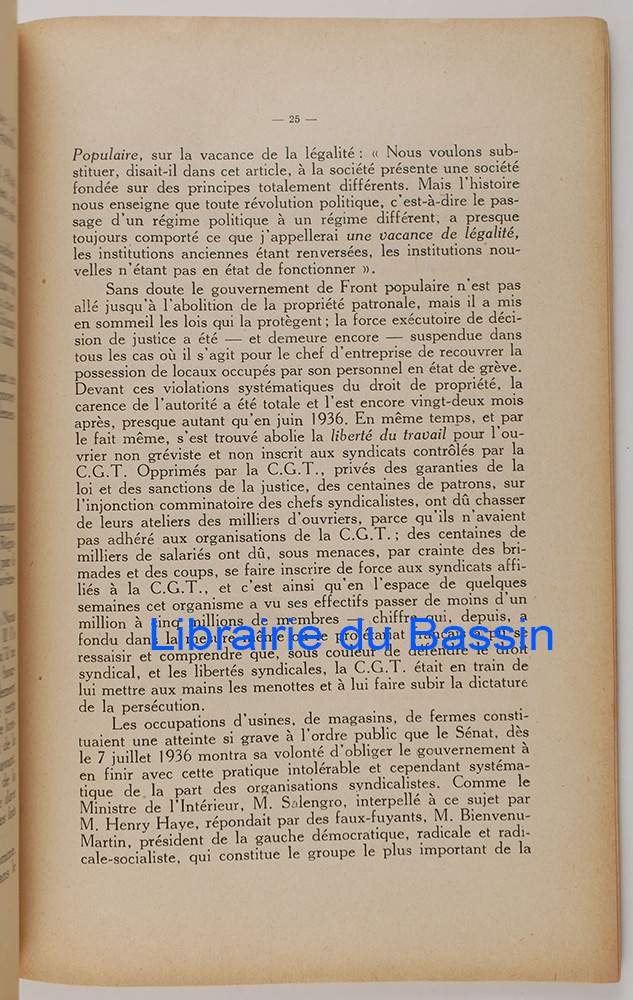 — 25 —
Populaire, sur la vacance de la légalité : « Nous voulons sub-
stituer, disait-il dans cet article, à la société présente une société
fondée sur des principes totalement différents. Mais l'histoire
nous enseigne que toute révolution politique, c'est-à-dire le pas-
sage d'un régime politique à un régime différent, a presque
toujours comporté ce que j'appellerai une vacance de légalité,
les institutions anciennes étant renversées, les institutions nou-
velles n'étant pas en état de fonctionner ».
Sans doute le gouvernement de Front populaire n'est pas
allé jusqu'à l'abolition de la propriété patronale, mais il a mis
en sommeil les lois qui la protègent ; la force exécutoire de déci-
sion de justice a été — et demeure encore — suspendue dans
tous les cas où il s'agit pour le chef d'entreprise de recouvrer la
possession de locaux occupés par son personnel en état de grève.
Devant ces violations systématiques du droit de propriété, la
carence de l'autorité a été totale et l'est encore vingt-deux mois
après, presque autant qu'en juin 1936. En même temps, et par
le fait même, s'est trouvé abolie la liberté du travail pour l'ou-
vrier non gréviste et non inscrit aux syndicats contrôlés par la
C.G.T. Opprimés par la C.G.T., privés des garanties de la
loi et des sanctions de la justice, des centaines de patrons, sur
l'injonction comminatoire des chefs syndicalistes, ont dû chasser
de leurs ateliers des milliers d'ouvriers, parce qu'ils n'avaient
pas adhéré aux organisations de la C.G.T. ; des centaines de
milliers de salariés ont dû, sous menaces, par crainte des bri-
mades et des coups, se faire inscrire de force aux syndicats affi-
liés à la C.G.T., et c'est ainsi qu'en l'espace de quelques
semaines cet organisme a vu ses effectifs passer de moins d'un
million à cinq millions de membres — chiffre qui, depuis, a
fondu dans la mesure même où le prolétariat français a pu se
ressaisir et comprendre que, sous couleur de défendre le droit
syndical, et les libertés syndicales, la C.G.T. était en train de
lui mettre aux mains les menottes et à lui faire subir la dictature
de la persécution.
Les occupations d'usines, de magasins, de fermes consti-
tuaient une atteinte si grave à l'ordre public que le Sénat, dès
le 7 juillet 1936 montra sa volonté d'obliger le gouvernement à
en finir avec cette pratique intolérable et cependant systéma-
tique de la part des organisations syndicalistes. Comme le
Ministre de l'Intérieur, M. Salengro, interpellé à ce sujet par
M. Henry Haye, répondait par des faux-fuyants, M. Bienvenu-
Martin, président de la gauche démocratique, radicale et radi-
cale-socialiste, qui constitue le groupe le plus important de la
Librairie du Bassin